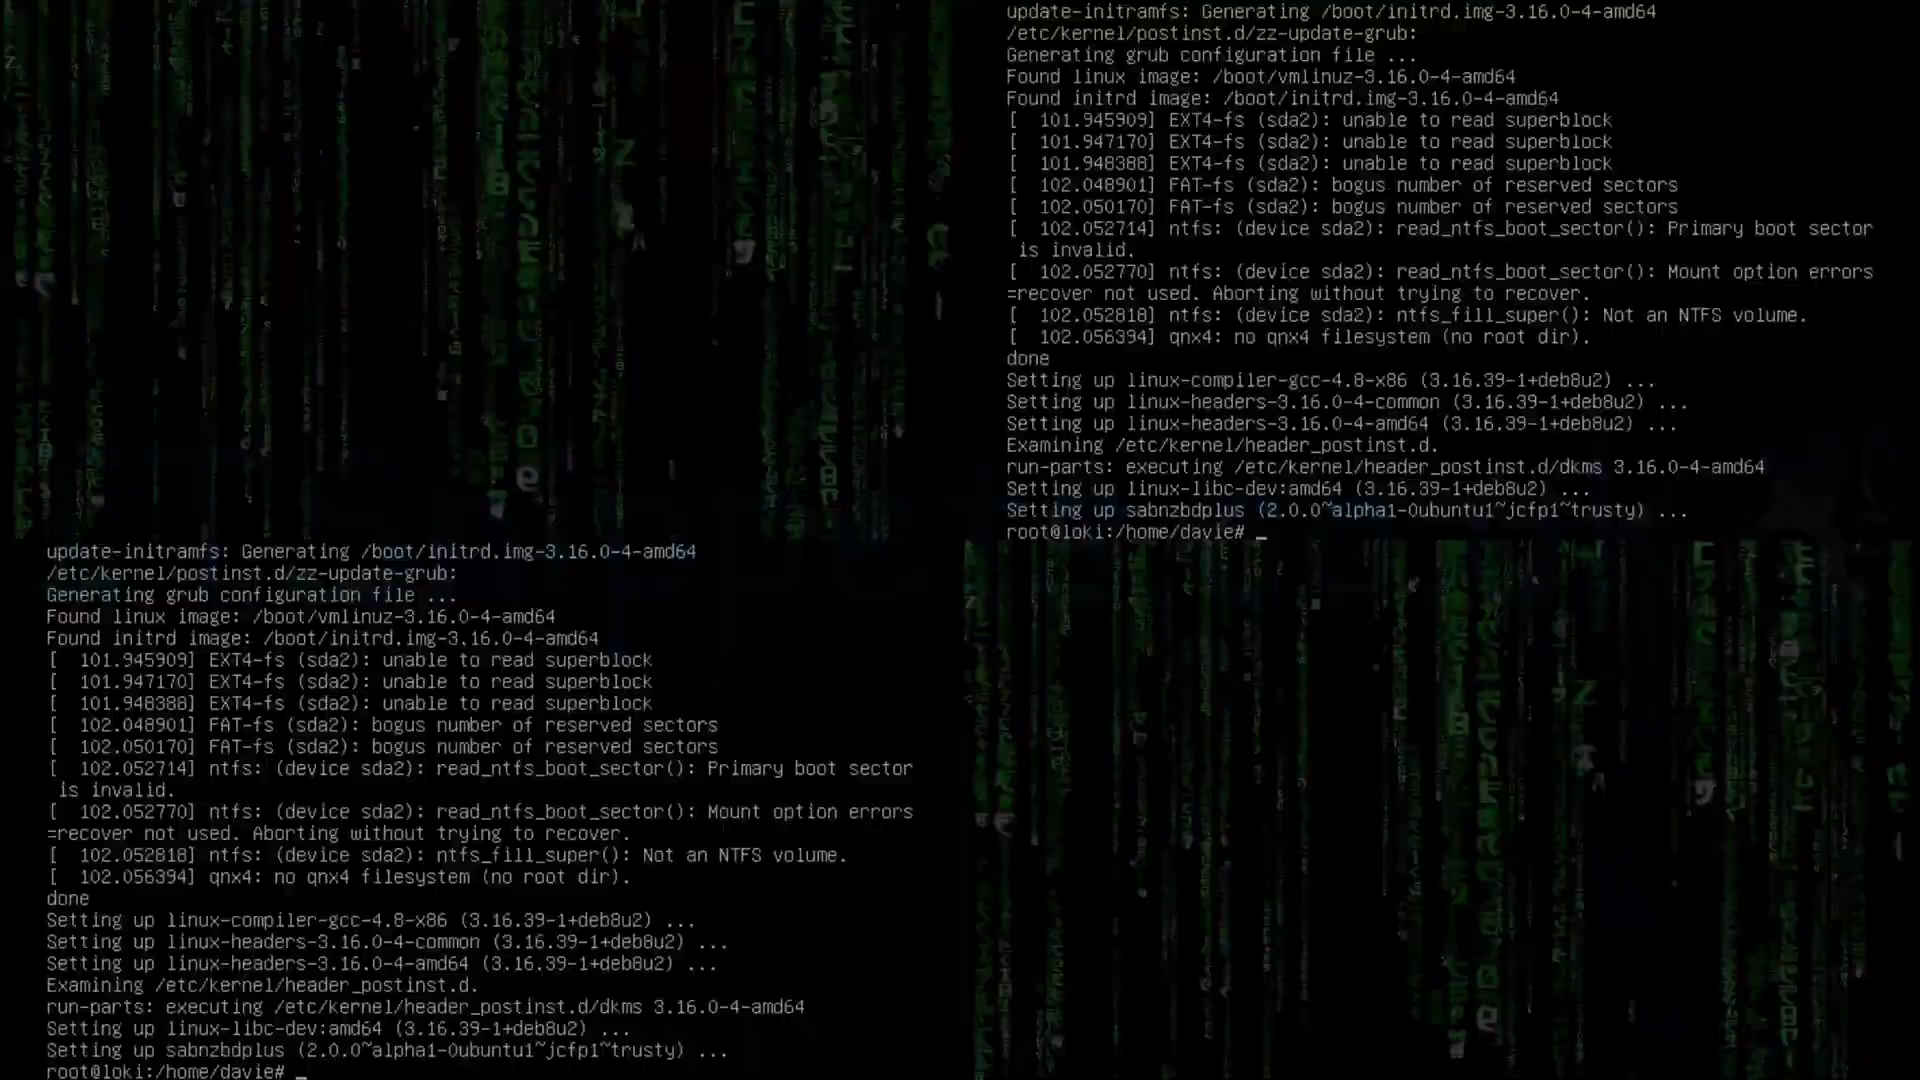 update-initramfs: Generating /boot/initrd.img-3.16.0-4-amd64
/etc/kernel/postinst.d/zz-update-grub:
Generating grub configuration file ...
Found linux image: /boot/vmlinuz-3.16.0-4-amd64
Found initrd image: /boot/initrd.img-3.16.0-4-amd64
[  101.945909] EXT4-fs (sda2): unable to read superblock
[  101.947170] EXT4-fs (sda2): unable to read superblock
[  101.948388] EXT4-fs (sda2): unable to read superblock
[  102.048901] FAT-fs (sda2): bogus number of reserved sectors
[  102.050170] FAT-fs (sda2): bogus number of reserved sectors
[  102.052714] ntfs: (device sda2): read_ntfs_boot_sector(): Primary boot sector
 is invalid.
[  102.052770] ntfs: (device sda2): read_ntfs_boot_sector(): Mount option errors
=recover not used. Aborting without trying to recover.
[  102.052818] ntfs: (device sda2): ntfs_fill_super(): Not an NTFS volume.
[  102.056394] qnx4: no qnx4 filesystem (no root dir).
done
Setting up linux-compiler-gcc-4.8-x86 (3.16.39-1+deb8u2) ...
Setting up linux-headers-3.16.0-4-common (3.16.39-1+deb8u2) ...
Setting up linux-headers-3.16.0-4-amd64 (3.16.39-1+deb8u2) ...
Examining /etc/kernel/header_postinst.d.
run-parts: executing /etc/kernel/header_postinst.d/dkms 3.16.0-4-amd64
Setting up linux-libc-dev:amd64 (3.16.39-1+deb8u2) ...
Setting up sabnzbdplus (2.0.0~alpha1-0ubuntu1~jcfp1~trusty) ...
root@loki:/home/davie# _
update-initramfs: Generating /boot/initrd.img-3.16.0-4-amd64
/etc/kernel/postinst.d/zz-update-grub:
Generating grub configuration file ...
Found linux image: /boot/vmlinuz-3.16.0-4-amd64
Found initrd image: /boot/initrd.img-3.16.0-4-amd64
[  101.945909] EXT4-fs (sda2): unable to read superblock
[  101.947170] EXT4-fs (sda2): unable to read superblock
[  101.948388] EXT4-fs (sda2): unable to read superblock
[  102.048901] FAT-fs (sda2): bogus number of reserved sectors
[  102.050170] FAT-fs (sda2): bogus number of reserved sectors
[  102.052714] ntfs: (device sda2): read_ntfs_boot_sector(): Primary boot sector
 is invalid.
[  102.052770] ntfs: (device sda2): read_ntfs_boot_sector(): Mount option errors
=recover not used. Aborting without trying to recover.
[  102.052818] ntfs: (device sda2): ntfs_fill_super(): Not an NTFS volume.
[  102.056394] qnx4: no qnx4 filesystem (no root dir).
done
Setting up linux-compiler-gcc-4.8-x86 (3.16.39-1+deb8u2) ...
Setting up linux-headers-3.16.0-4-common (3.16.39-1+deb8u2) ...
Setting up linux-headers-3.16.0-4-amd64 (3.16.39-1+deb8u2) ...
Examining /etc/kernel/header_postinst.d.
run-parts: executing /etc/kernel/header_postinst.d/dkms 3.16.0-4-amd64
Setting up linux-libc-dev:amd64 (3.16.39-1+deb8u2) ...
Setting up sabnzbdplus (2.0.0~alpha1-0ubuntu1~jcfp1~trusty) ...
root@loki:/home/davie# _